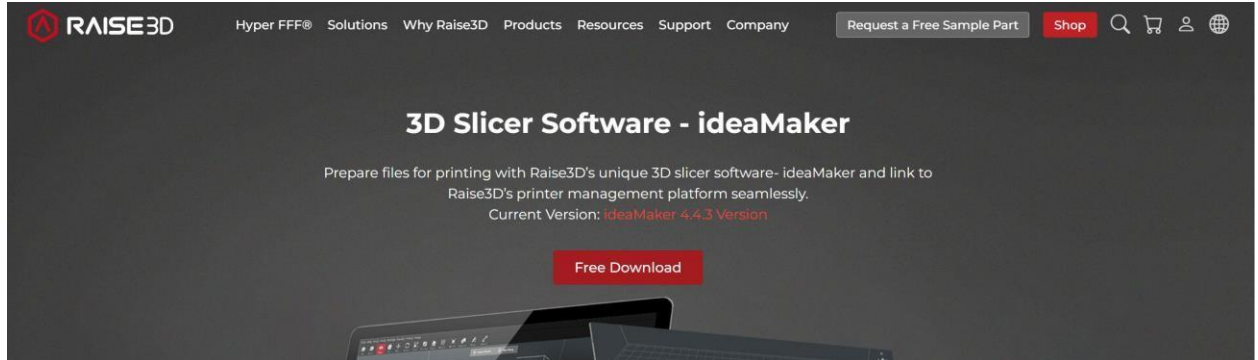 RAISE3D
Hyper FFF® Solutions Why Raise3D Products Resources Support Company Request a Free Sample Part Shop
3D Slicer Software - ideaMaker
Prepare files for printing with Raise3D's unique 3D slicer software- ideaMaker and link to
Raise3D's printer management platform seamlessly.
Current Version: ideaMaker 4.4.3 Version
Free Download